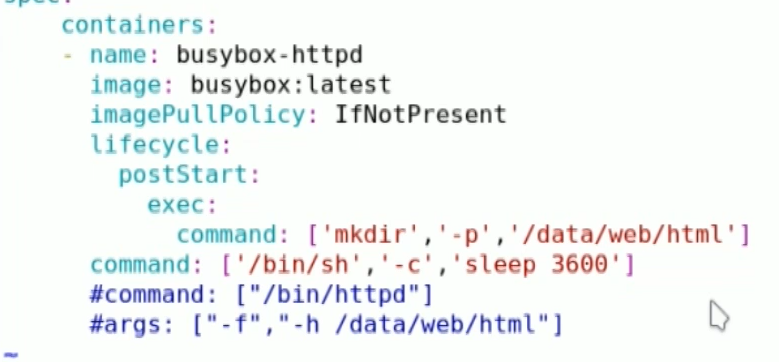 spec:
containers:
- name: busybox-httpd
image: busybox:latest
imagePullPolicy: IfNotPresent
lifecycle:
postStart:
exec:
command: ['mkdir','-p','/data/web/html']
command: ['/bin/sh','-c','sleep 3600']
#command: ["/bin/httpd"]
#args: ["-f","-h /data/web/html"]
~